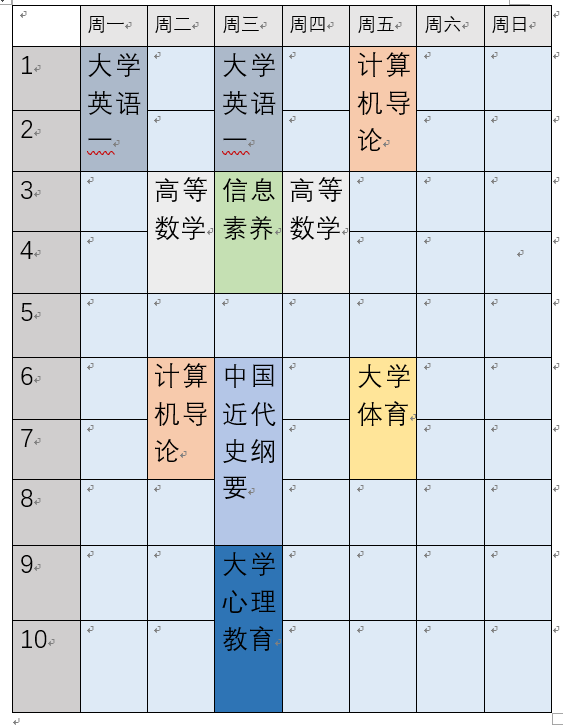 周一 周二 周三 周四 周五 周六 周日
1
大学
英语
一
大学
英语
一
计算
机导
论
2
3
高等
数学
信息
素养
高等
数学
4
5
6
计算
机导
论
中国
近代
史纲
要
大学
体育
7
8
9
大学
心理
教育
10